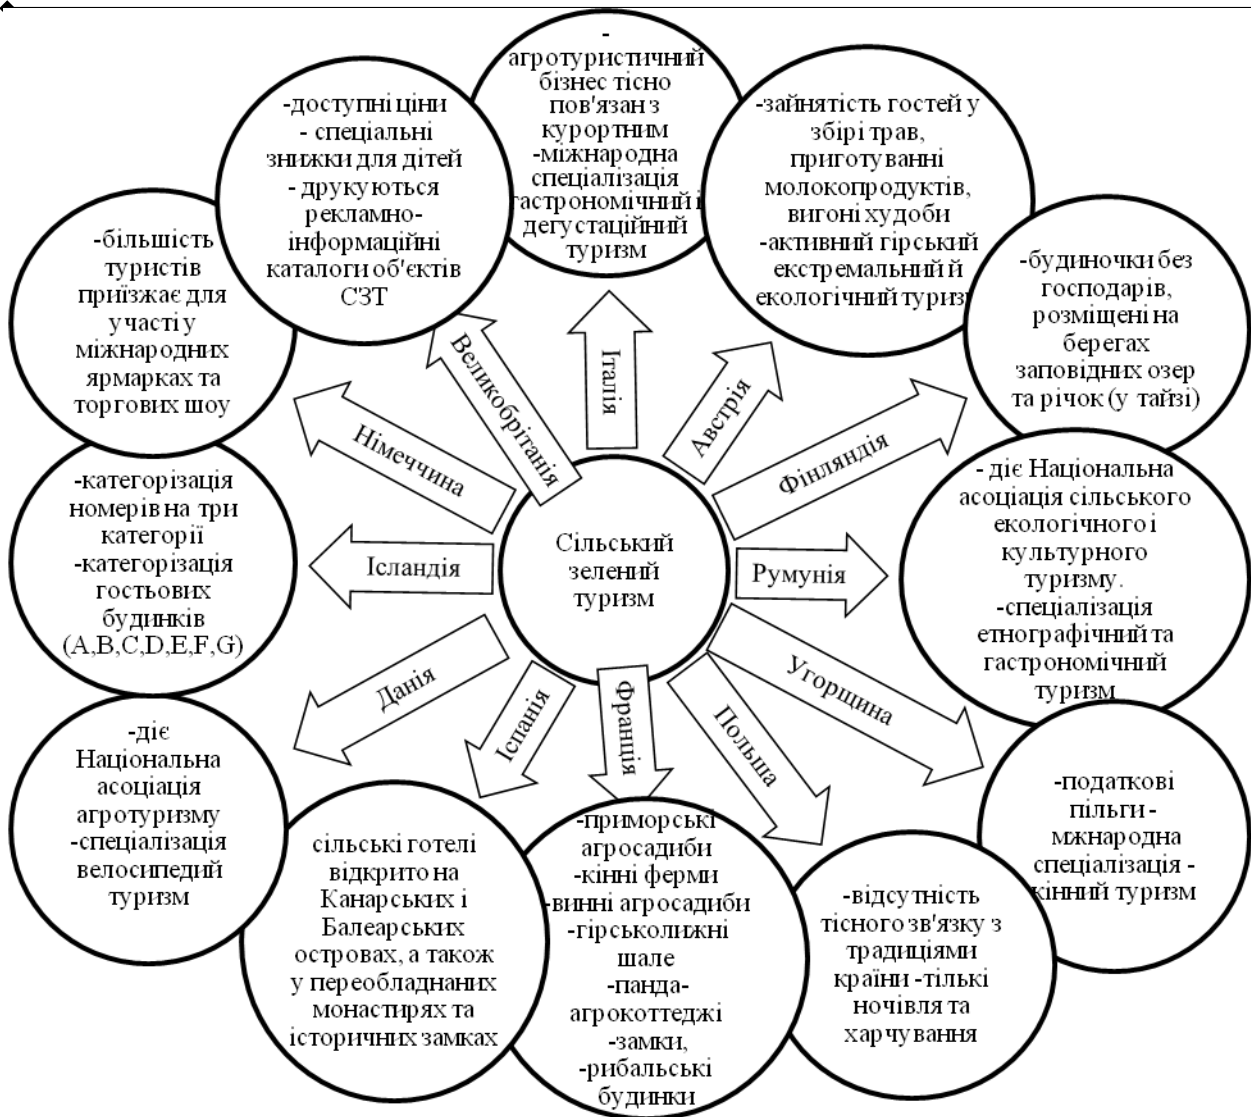 -
агротуристичний
бізнес тісно
пов'язан з
курортним
-міжнародна
спеціалізація
гастрономічний і
дегустаційний
туризм
-зайнятість гостей у
збірі трав,
приготуванні
молокопродуктів,
вигоні худоби
-активний гірський
екстремальний й
екологічний туризм
-будиночки без
господарів,
розміщені на
берегах
заповідних озер
та річок (у тайзі)
- діє Національна
асоціація сільського
екологічного і
культурного
туризму.
-спеціалізація
етнографічний та
гастрономічний
туризм
-податкові
пільги -
мжнародна
спеціалізація -
кінний туризм
-відсутність
тісного зв'язку з
традиціями
країни -тількі
ночівля та
харчування
-приморські
агросадиби
-кінні ферми
-винні агросадиби
-гірськолижні
шале
-панда-
агрокоттеджі
-замки,
-рибальські
будинки
сільські готелі
відкрито на
Канарських і
Балеарських
островах, а також
у переобладнаних
монастирях та
історичних замках
-діє
Національна
асоціація
агротуризму
-спеціалізація
велосипедий
туризм
-категорізація
номерів на три
категорії
-категорізація
гостьових
будинків
(A,B,C,D,E,F,G)
-більшість
туристів
приїзжає для
участі у
міжнародних
ярмарках та
торгових шоу
-доступні ціни
- спеціальні
знижки для дітей
- друкуються
рекламно-
інформаційні
каталоги об'єктів
СЗТ
Італія
Австрія
Фінляндія
Румунія
Угорщина
Польша
Франція
Іспанія
Данія
Ісландія
Німеччина
Великобрітанія
Сільський
зелений
туризм